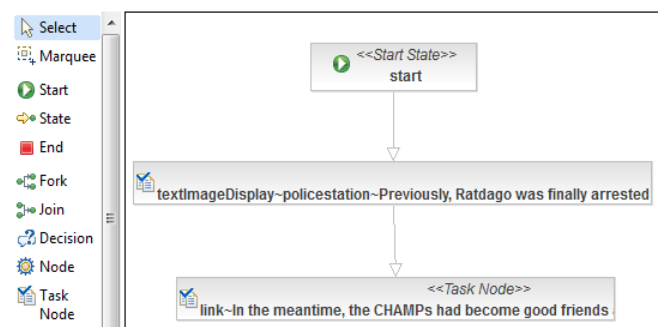 Select
Marquee
Start
State
End
Fork
Join
Decision
Node
Task
Node
<<Start State>>
start
textImageDisplay~policestation~Previously, Ratdago was finally arrested
<<Task Node>>
link~In the meantime, the CHAMPs had become good friends